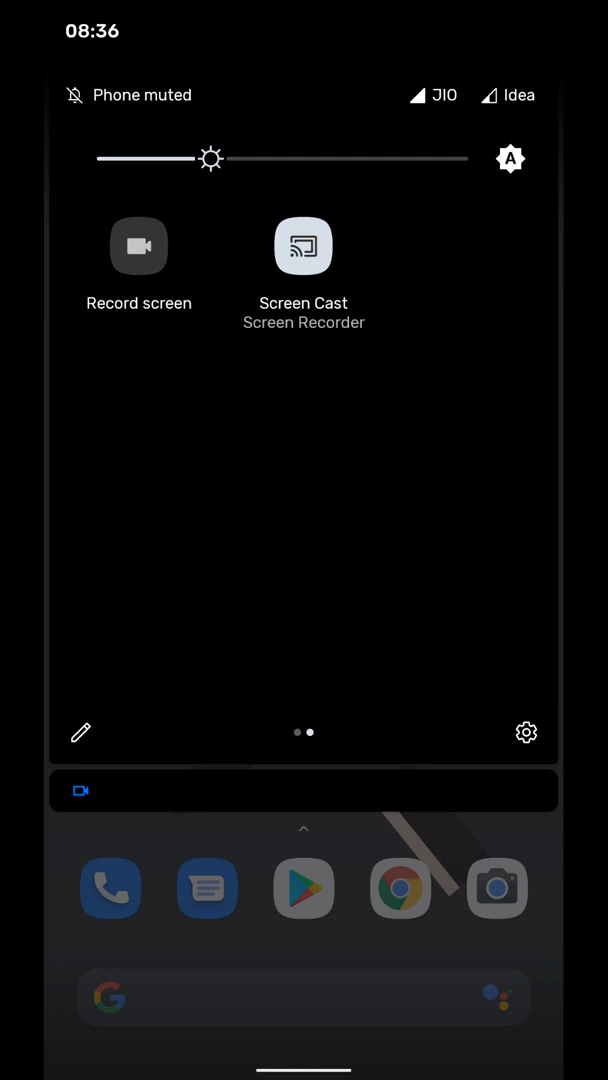 08:36
Phone muted
JIO
Idea
A
Record screen
Screen Cast
Screen Recorder
G